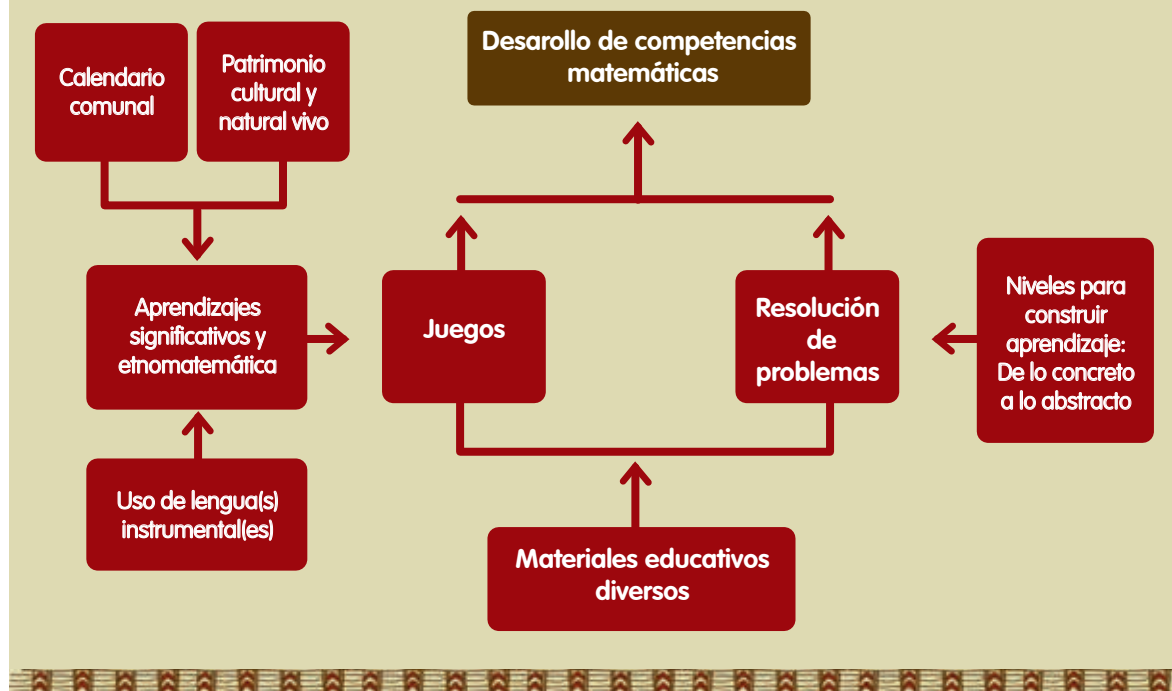 Calendario
comunal
Patrimonio
cultural y
natural vivo
Desarollo de competencias
matemáticas
Aprendizajes
significativos y
etnomatemática
Juegos
Resolución
de
problemas
Niveles para
construir
aprendizaje:
De lo concreto
a lo abstracto
Uso de lengua(s)
instrumental(es)
Materiales educativos
diversos